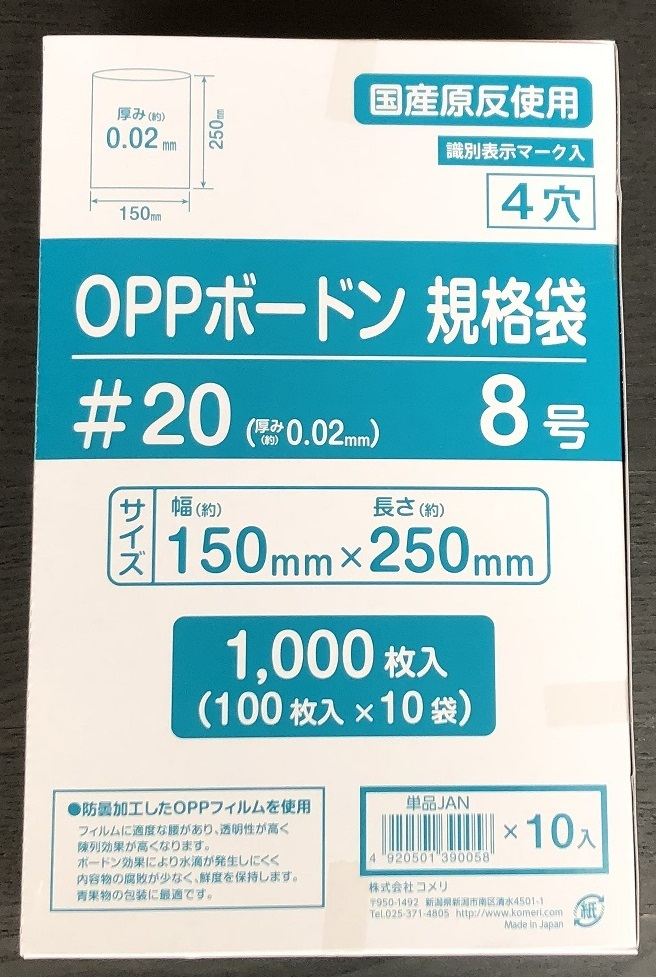 厚み(約)
0.02mm
250mm
150mm
国産原反使用
識別表示マーク入
4穴
OPPボードン 規格袋
#20(厚み(約)0.02mm) 8号
サイズ
幅(約) 長さ(約)
150mm×250mm
1,000枚入
(100枚入×10袋)
●防曇加工したOPPフィルムを使用
フィルムに適度な腰があり、透明性が高く
陳列効果が高くなります。
ボードン効果により水滴が発生しにくく
内容物の腐敗が少なく、鮮度を保持します。
青果物の包装に最適です。
単品JAN
×10入
4 920501 390058
株式会社 コメリ
〒950-1492 新潟県新潟市南区清水4501-1
Tel.025-371-4805 http://www.komeri.com
Made in Japan
紙